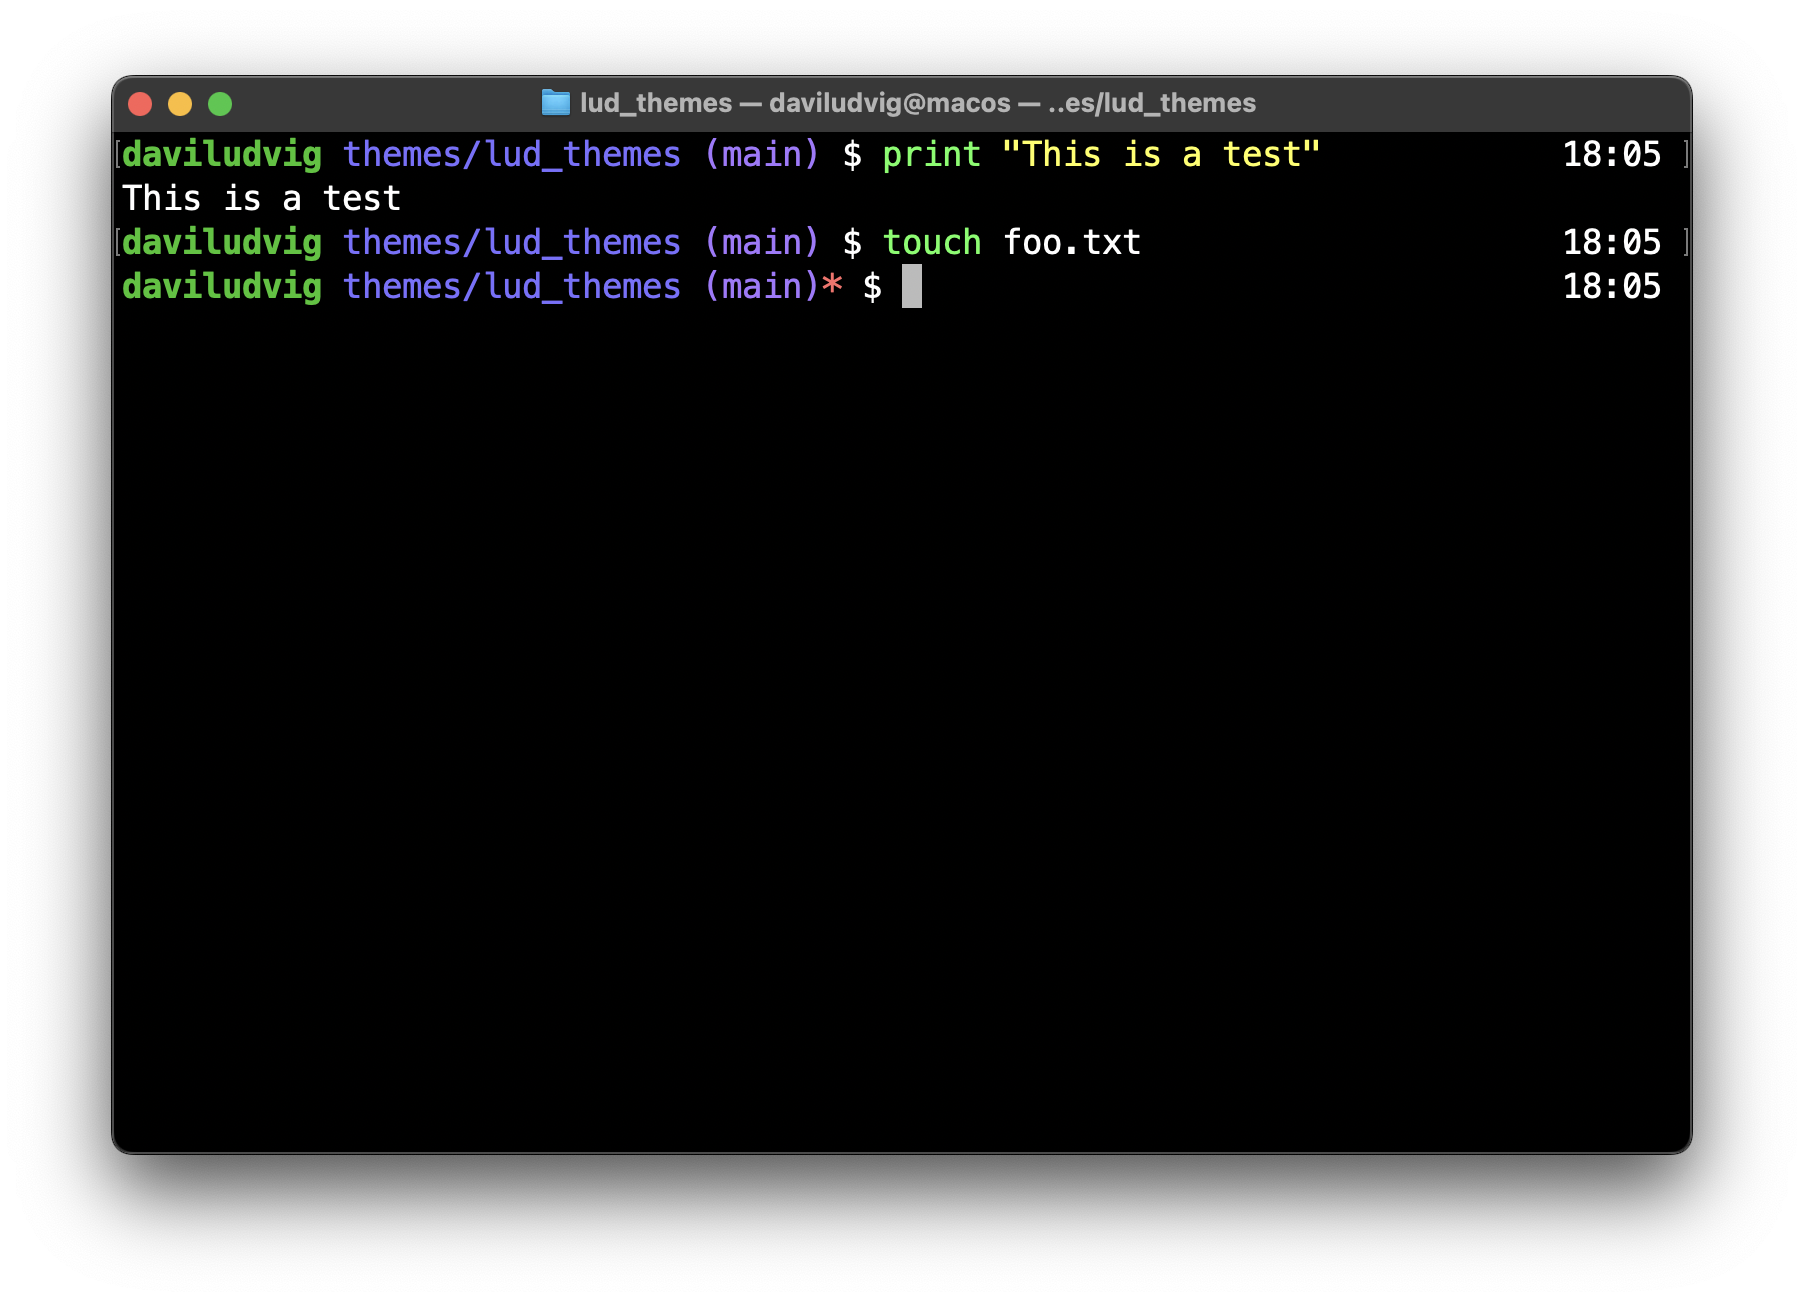 lud_themes — daviludvig@macos — ..es/lud_themes
daviludvig themes/lud_themes (main) $ print "This is a test" 18:05
This is a test
daviludvig themes/lud_themes (main) $ touch foo.txt 18:05
daviludvig themes/lud_themes (main)* $ 18:05